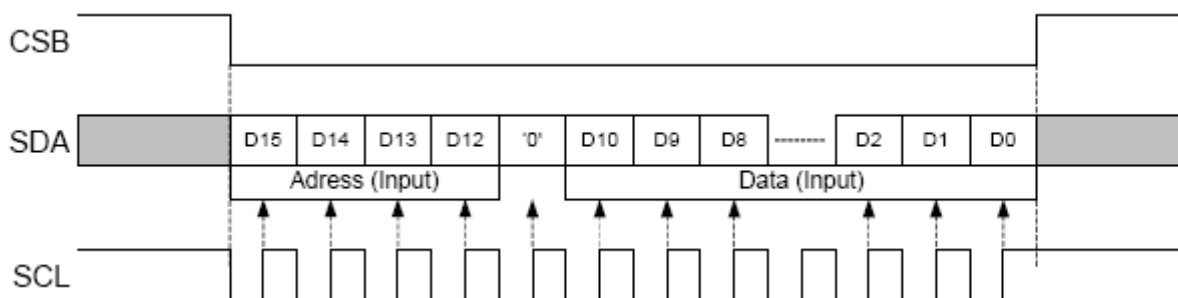 CSB
SDA D15 D14 D13 D12 '0' D10 D9 D8 -------- D2 D1 D0
Adress (Input) Data (Input)
SCL